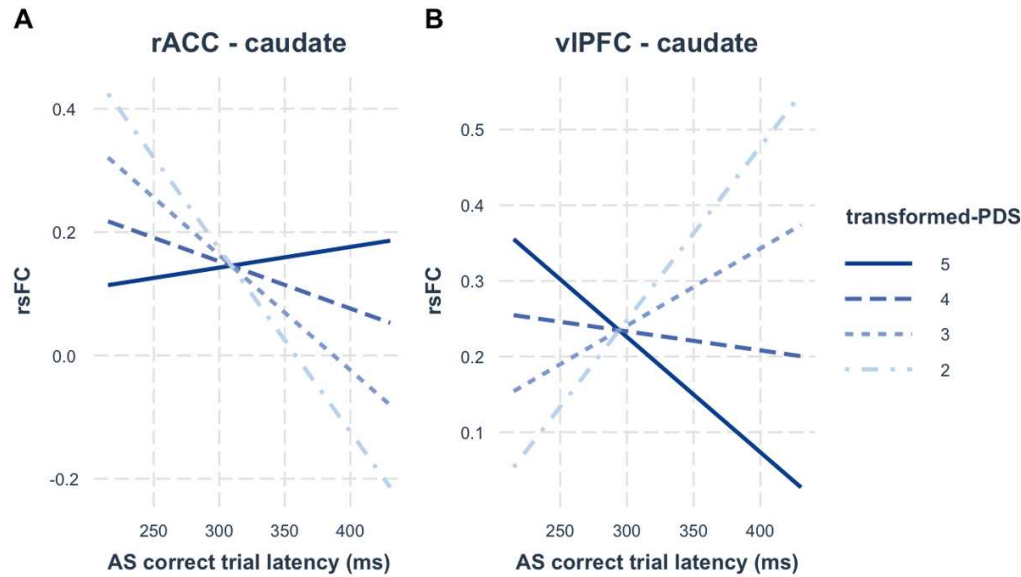 A
rACC - caudate
rsFC
0.4
0.2
0.0
-0.2
250
300
350
400
AS correct trial latency (ms)
B
vlPFC - caudate
rsFC
0.5
0.4
0.3
0.2
0.1
250
300
350
400
AS correct trial latency (ms)
transformed-PDS
5
4
3
2